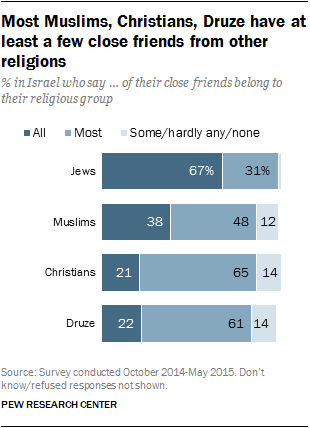 Most Muslims, Christians, Druze have at
least a few close friends from other
religions
% in Israel who say ... of their close friends belong to
their religious group
All Most Some/hardly any/none
Jews 67% 31%
Muslims 38 48 12
Christians 21 65 14
Druze 22 61 14
Source: Survey conducted October 2014-May 2015. Don't
know/refused responses not shown.
PEW RESEARCH CENTER